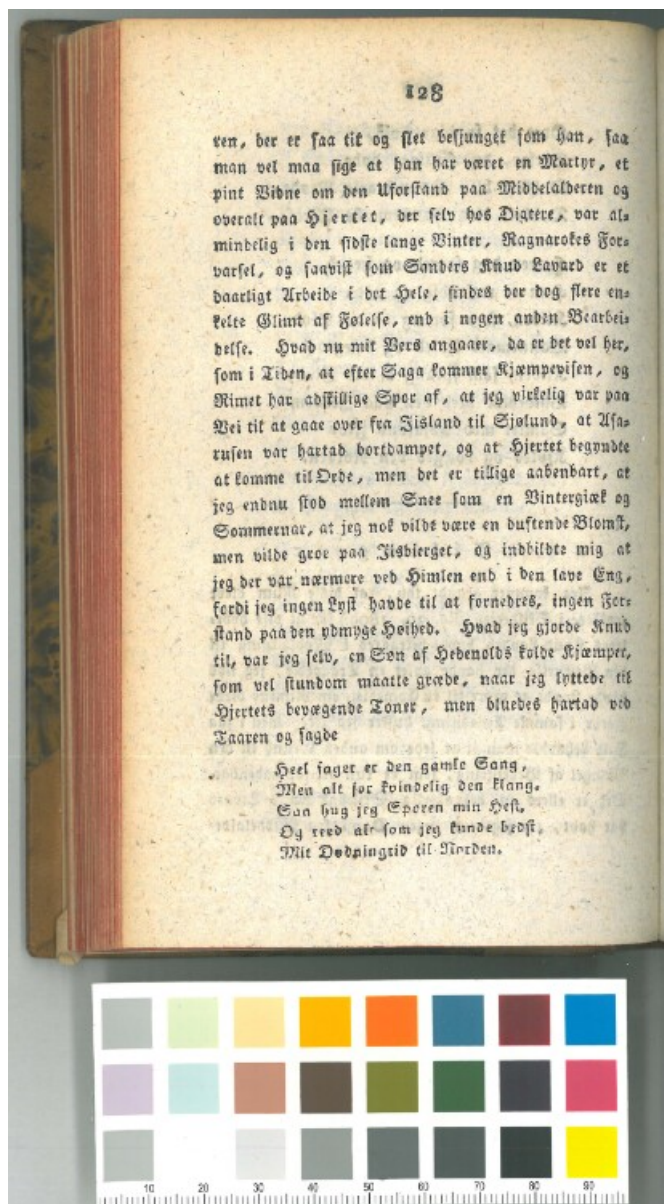 128
ren, der er saa tit og slet besjunget som han, saa
man vel maa sige at han har været en Martyr, et
pint Vidne om den Uforstand paa Middelalderen og
overalt paa Hjertet, der selv hos Digtere, var al-
mindelig i den sidste lange Vinter, Ragnarokes For-
varsel, og saavist som Sanders Knud Lavard er et
daarligt Arbeide i det Hele, findes der dog flere en-
kelte Glimt af Følelse, end i nogen anden Bearbei-
delse. Hvad nu mit Vers angaaer, da er det vel her,
som i Tiden, at efter Saga kommer Kjæmpevisen, og
Rimet har adskillige Spor af, at jeg virkelig var paa
Vei til at gaae over fra Iisland til Sjølund, at Asa-
rusen var hartad bortdampet, og at Hjertet begyndte
at komme til Orde, men det er tillige aabenbart, at
jeg endnu stod mellem Snee som en Vintergiæk og
Sommernar, at jeg nok vilde være en duftende Blomst,
men vilde groe paa Iisbierget, og indbildte mig at
jeg der var nærmere ved Himlen end i den lave Eng,
fordi jeg ingen Lyst havde til at fornedres, ingen For-
stand paa den ydmyge Høihed. Hvad jeg gjorde Knud
til, var jeg selv, en Søn af Hedenolds kolde Kjæmper,
som vel stundom maatte græde, naar jeg lyttede til
Hjertets bevægende Toner, men bluedes hartad ved
Taaren og sagde
Heel fager er den gamle Sang,
Men alt for kvindelig den klang.
Saa hug jeg Sporen min Hest,
Og reed alt som jeg kunde bedst,
Mit Dødningrid til Norden.
10 20 30 40 50 60 70 80 90